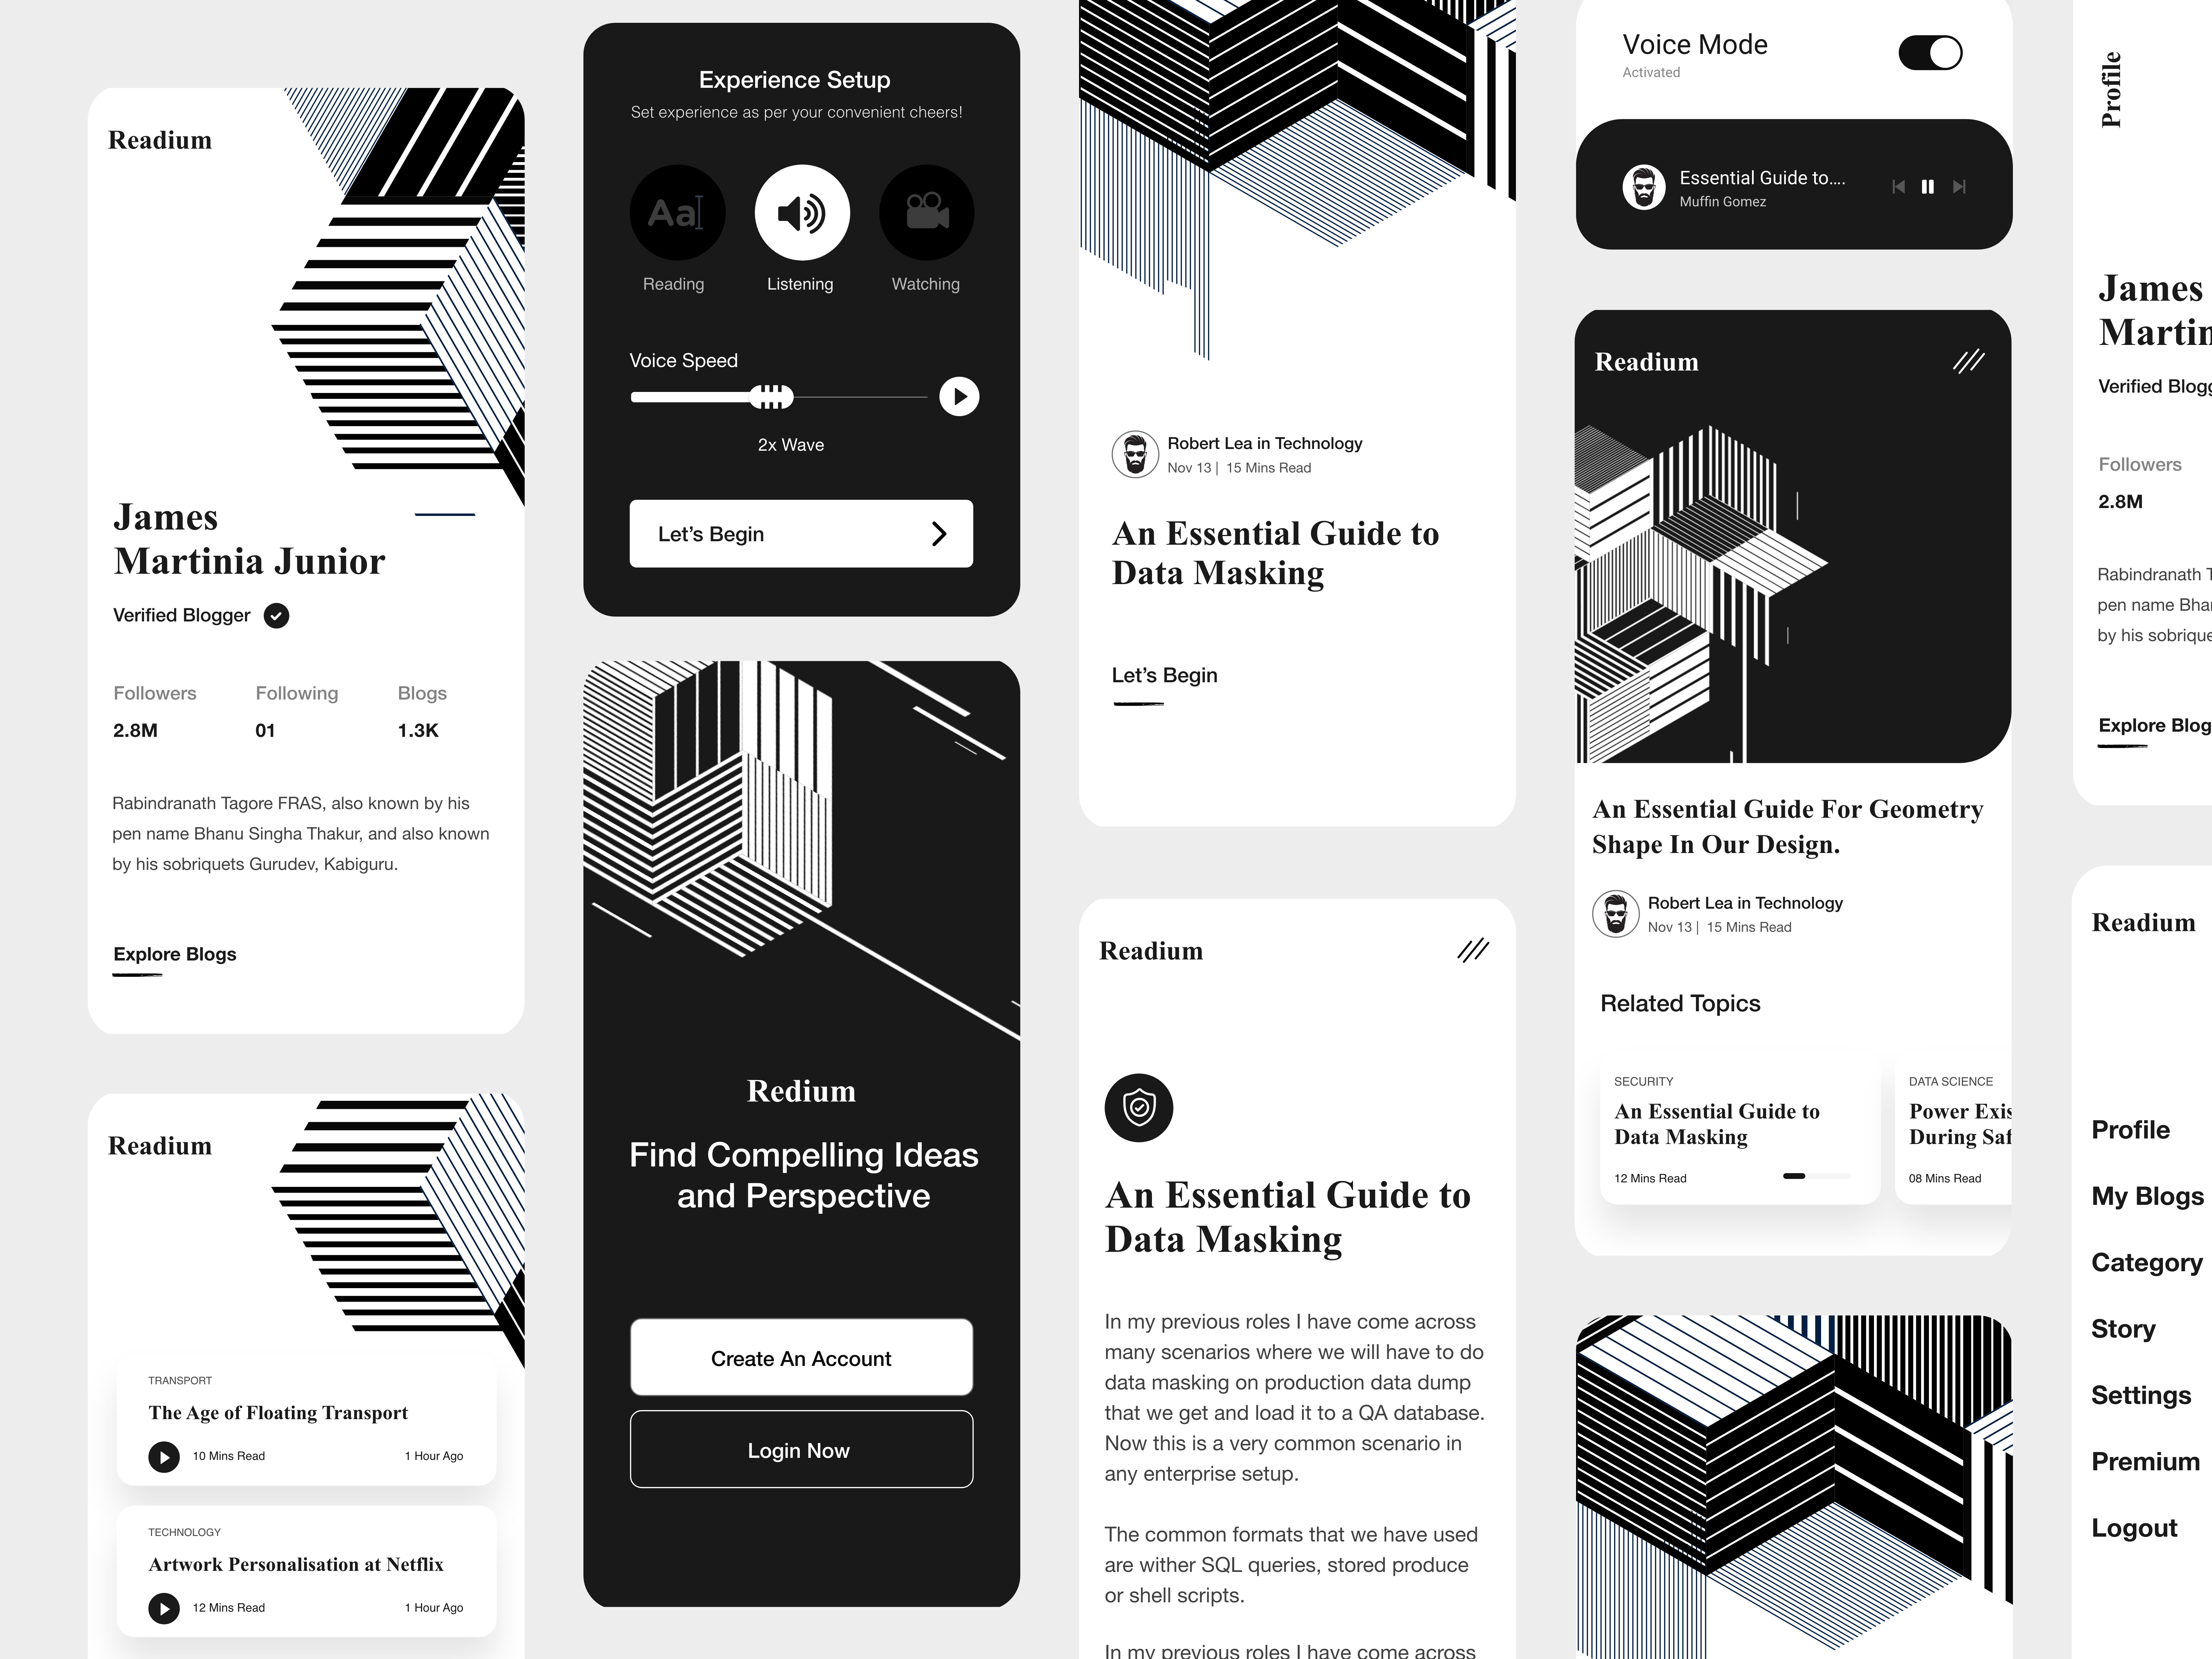 Readium
James
Martinia Junior
Verified Blogger
Followers Following Blogs
2.8M 01 1.3K
Rabindranath Tagore FRAS, also known by his
pen name Bhanu Singha Thakur, and also known
by his sobriquets Gurudev, Kabiguru.
Explore Blogs
Readium
TRANSPORT
The Age of Floating Transport
10 Mins Read 1 Hour Ago
TECHNOLOGY
Artwork Personalisation at Netflix
12 Mins Read 1 Hour Ago
Experience Setup
Set experience as per your convenient cheers!
Aa
Reading Listening Watching
Voice Speed
2x Wave
Let's Begin
Redium
Find Compelling Ideas
and Perspective
Create An Account
Login Now
Robert Lea in Technology
Nov 13 | 15 Mins Read
An Essential Guide to
Data Masking
Let's Begin
Readium
An Essential Guide to
Data Masking
In my previous roles I have come across
many scenarios where we will have to do
data masking on production data dump
that we get and load it to a QA database.
Now this is a very common scenario in
any enterprise setup.
The common formats that we have used
are wither SQL queries, stored produce
or shell scripts.
In my previous roles I have come across
Voice Mode
Activated
Essential Guide to....
Muffin Gomez
Readium
An Essential Guide For Geometry
Shape In Our Design.
Robert Lea in Technology
Nov 13 | 15 Mins Read
Related Topics
SECURITY
An Essential Guide to
Data Masking
12 Mins Read
DATA SCIENCE
Power Exis
During Saf
08 Mins Read
Profile
James
Martin
Verified Blogg
Followers
2.8M
Rabindranath T
pen name Bhan
by his sobrique
Explore Blog
Readium
Profile
My Blogs
Category
Story
Settings
Premium
Logout